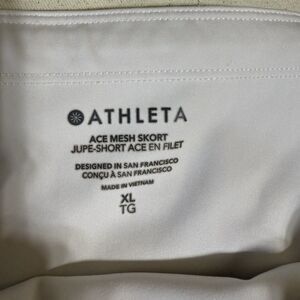 ATHLETA
ACE MESH SKORT
JUPE-SHORT ACE EN FILET
DESIGNED IN SAN FRANCISCO
CONÇU À SAN FRANCISCO
MADE IN VIETNAM
XL
TG